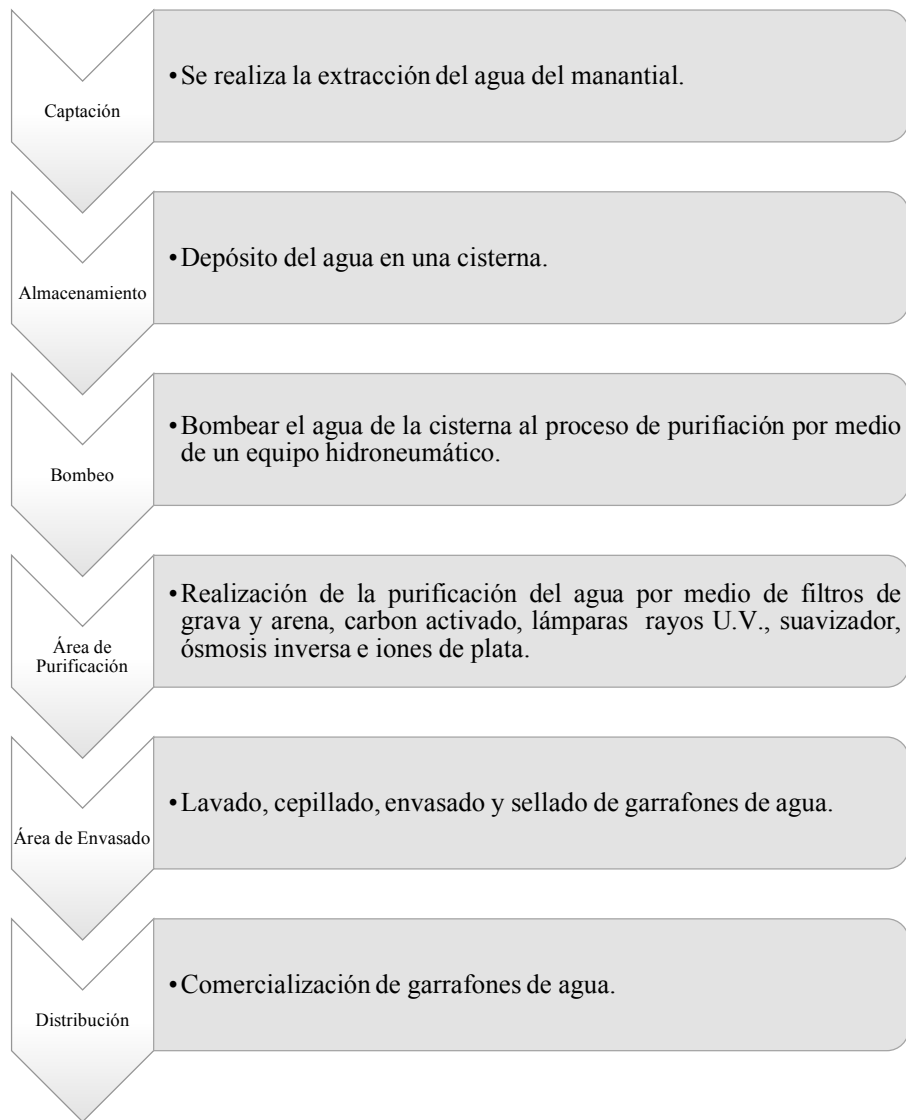 Captación
•Se realiza la extracción del agua del manantial.
Almacenamiento
•Depósito del agua en una cisterna.
Bombeo
•Bombear el agua de la cisterna al proceso de purifiación por medio
de un equipo hidroneumático.
Área de
Purificación
•Realización de la purificación del agua por medio de filtros de
grava y arena, carbon activado, lámparas rayos U.V., suavizador,
ósmosis inversa e iones de plata.
Área de Envasado
•Lavado, cepillado, envasado y sellado de garrafones de agua.
Distribución
•Comercialización de garrafones de agua.